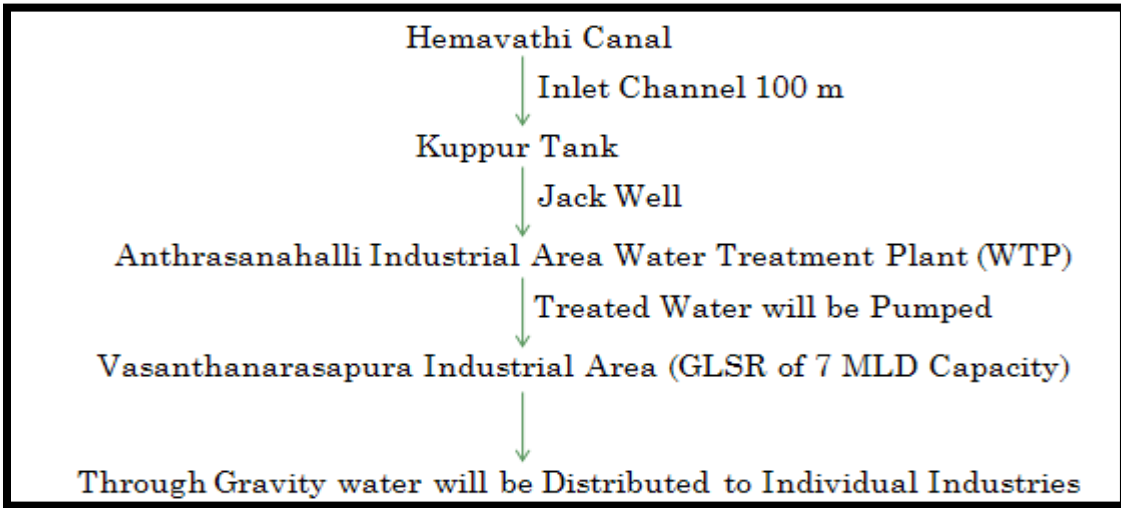 Hemavathi Canal
Inlet Channel 100 m
Kuppur Tank
Jack Well
Anthrasanahalli Industrial Area Water Treatment Plant (WTP)
Treated Water will be Pumped
Vasanthanarasapura Industrial Area (GLSR of 7 MLD Capacity)
Through Gravity water will be Distributed to Individual Industries